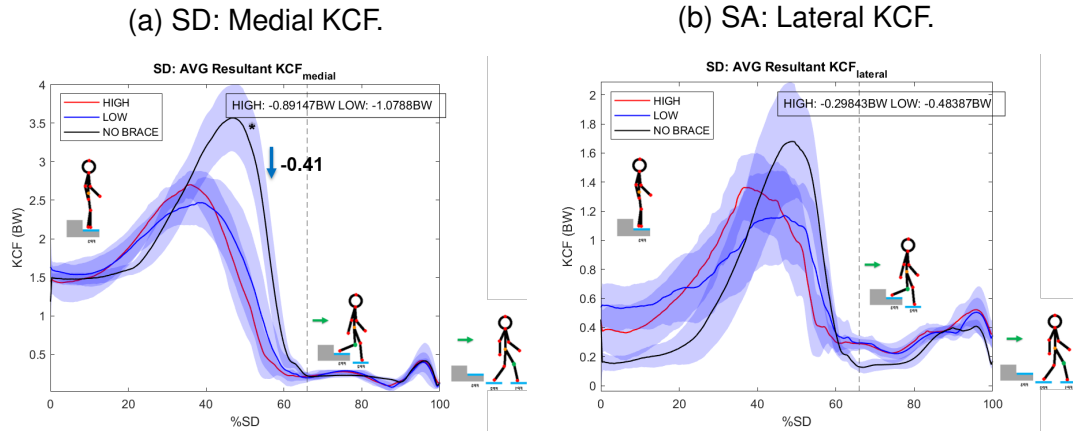 (a) SD: Medial KCF.
SD: AVG Resultant KCF_medial
HIGH
LOW
NO BRACE
HIGH: -0.89147BW LOW: -1.0788BW
*
-0.41
KCF (BW)
4
3.5
3
2.5
2
1.5
1
0.5
0
20
40
60
80
100
%SD
(b) SA: Lateral KCF.
SD: AVG Resultant KCF_lateral
HIGH
LOW
NO BRACE
HIGH: -0.29843BW LOW: -0.48387BW
KCF (BW)
2
1.8
1.6
1.4
1.2
1
0.8
0.6
0.4
0.2
0
0
20
40
60
80
100
%SD